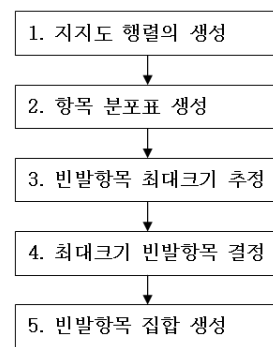 1. 지지도 행렬의 생성
2. 항목 분포표 생성
3. 빈발항목 최대크기 추정
4. 최대크기 빈발항목 결정
5. 빈발항목 집합 생성